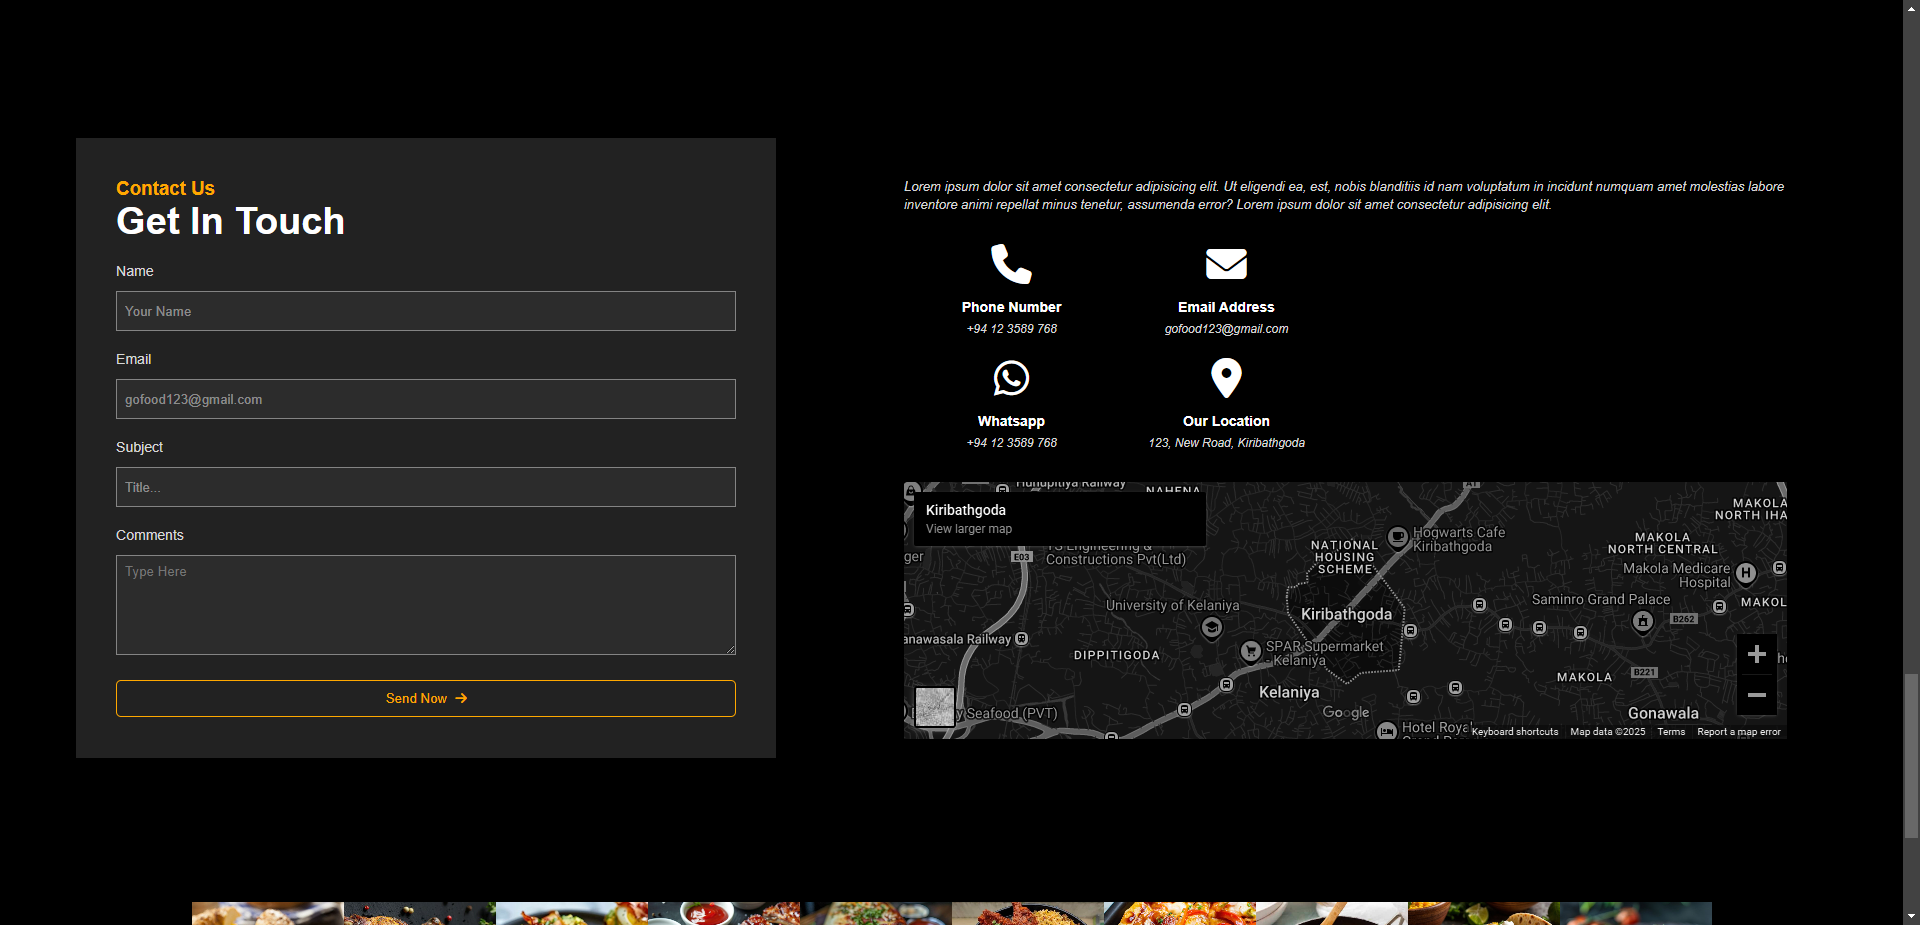 Contact Us
Get In Touch
Name
Your Name
Email
gofood123@gmail.com
Subject
Title...
Comments
Type Here
Send Now
Lorem ipsum dolor sit amet consectetur adipisicing elit. Ut eligendi ea, est, nobis blanditiis id nam voluptatum in incidunt numquam amet molestias labore
inventore animi repellat minus tenetur, assumenda error? Lorem ipsum dolor sit amet consectetur adipisicing elit.
Phone Number
+94 12 3589 768
Email Address
gofood123@gmail.com
Whatsapp
+94 12 3589 768
Our Location
123, New Road, Kiribathgoda
Hunupitiya Railway
NAHENA
A1
Kiribathgoda
View larger map
ger
E03
Engineering &
Constructions Pvt(Ltd)
NATIONAL
HOUSING
SCHEME
Hogwarts Cafe
Kiribathgoda
MAKOLA
NORTH IHA
MAKOLA
NORTH CENTRAL
Makola Medicare
Hospital
H
MAKOL
University of Kelaniya
Kiribathgoda
Saminro Grand Palace
B262
anawasala Railway
DIPPITIGODA
SPAR Supermarket
- Kelaniya
B221
MAKOLA
Kelaniya
y Seafood (PVT)
Google
Gonawala
Hotel Roya
Keyboard shortcuts
Map data ©2025
Terms
Report a map error